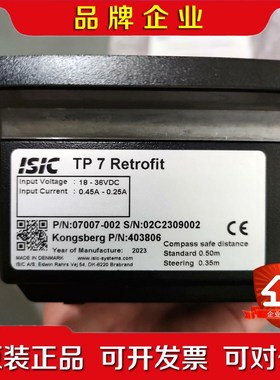 品牌企业
ISIC TP 7 Retrofit
Input Voltage : 18 - 36VDC
Input Current : 0.45A - 0.25A
P/N:07007-002 S/N:02C2309002
Kongsberg P/N:403806
Year of Manufacture: 2023
Compass safe distance
Standard 0.50m
Steering 0.35m
MADE IN DENMARK www.isic-systems.com
ISIC A/S, Edwin Rahrs Vej 54, DK-8220 Brabrand
装正品 可开发票 可对